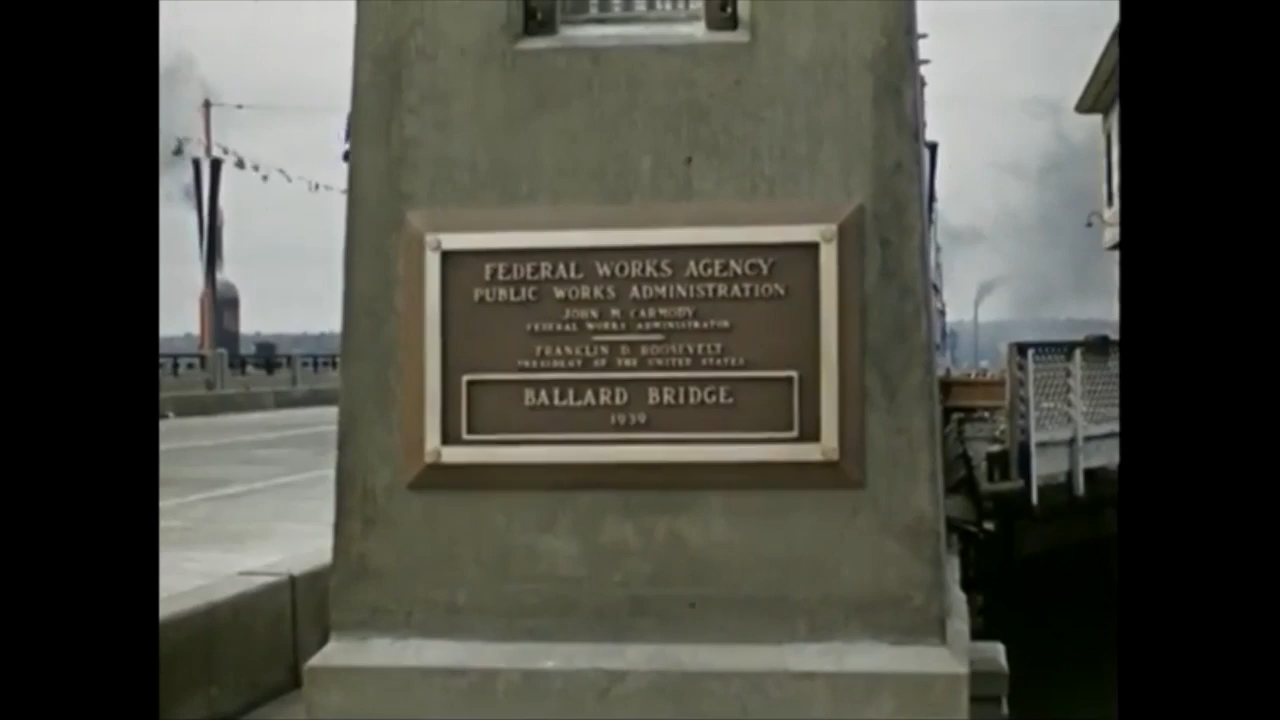 FEDERAL WORKS AGENCY
PUBLIC WORKS ADMINISTRATION
JOHN M. CARMODY
FEDERAL WORKS ADMINISTRATOR
FRANKLIN D. ROOSEVELT
PRESIDENT OF THE UNITED STATES
BALLARD BRIDGE
1939